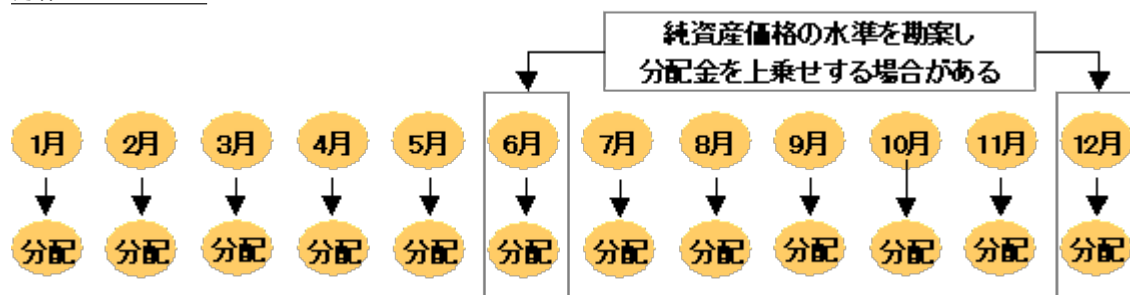 純資産価格の水準を勘案し
分配金を上乗せする場合がある
1月 2月 3月 4月 5月 6月 7月 8月 9月 10月 11月 12月
分配 分配 分配 分配 分配 分配 分配 分配 分配 分配 分配 分配